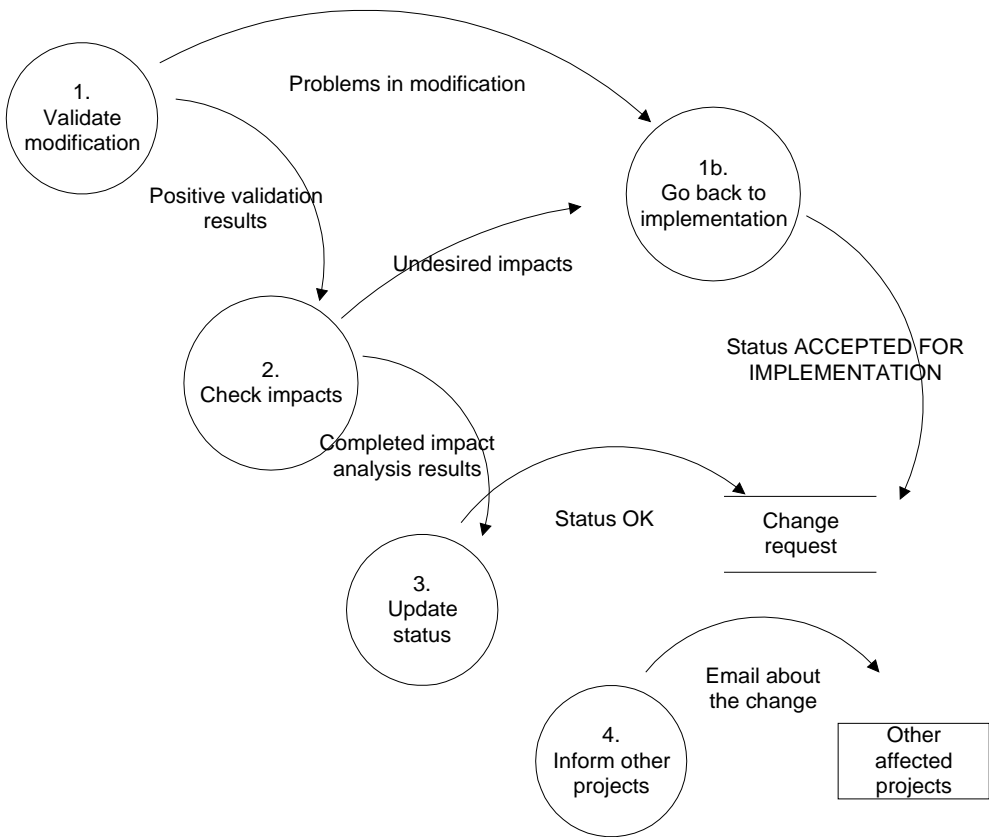 1.
Validate
modification
Problems in modification
1b.
Go back to
implementation
Positive validation
results
Undesired impacts
Status ACCEPTED FOR
IMPLEMENTATION
2.
Check impacts
Completed impact
analysis results
Status OK
Change
request
3.
Update
status
Email about
the change
4.
Inform other
projects
Other
affected
projects